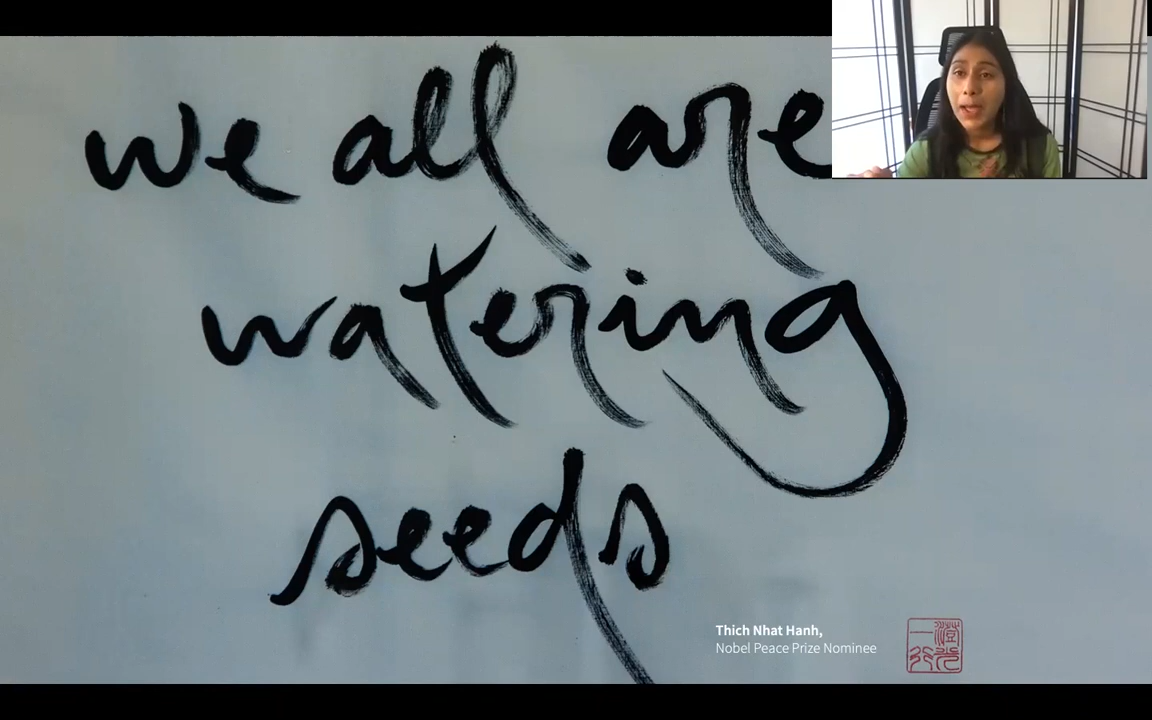 we all are
watering
seeds
Thich Nhat Hanh,
Nobel Peace Prize Nominee